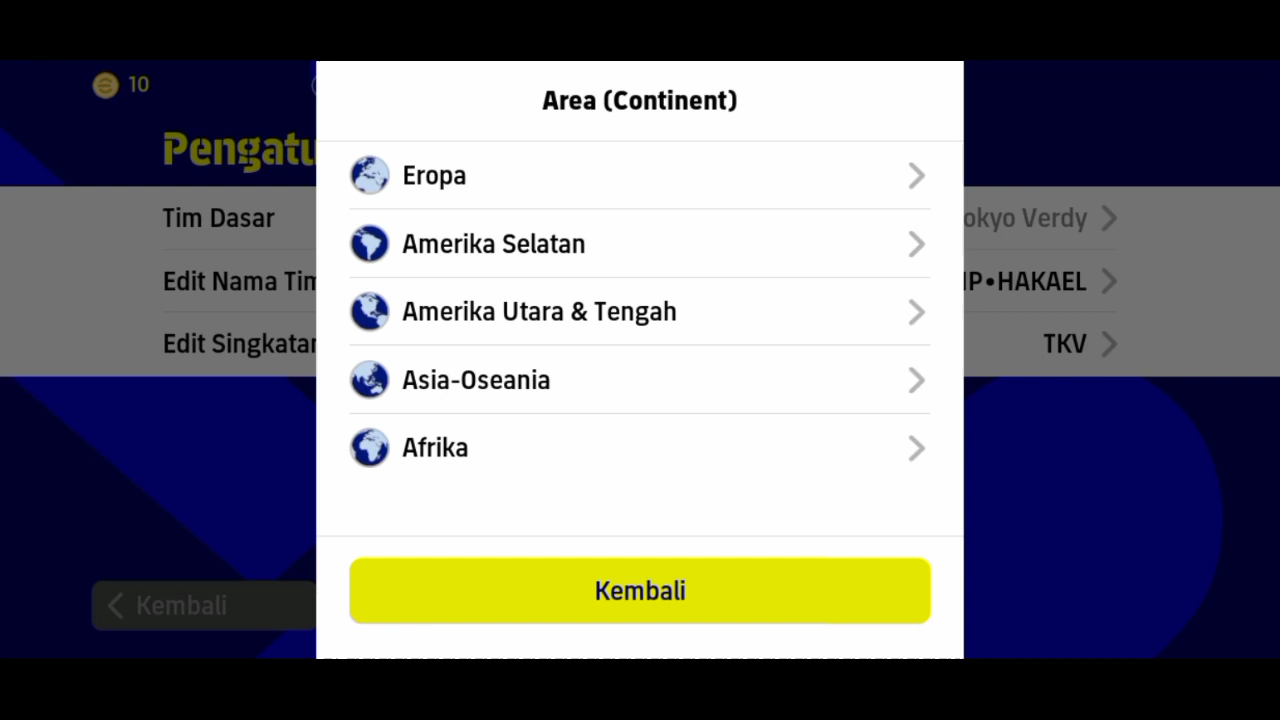 10
Area (Continent)
Pengatu
Eropa
Tim Dasar
okyo Verdy
Amerika Selatan
Edit Nama Tim
IP•HAKAEL
Amerika Utara & Tengah
Edit Singkatan
TKV
Asia-Oseania
Afrika
Kembali
Kembali